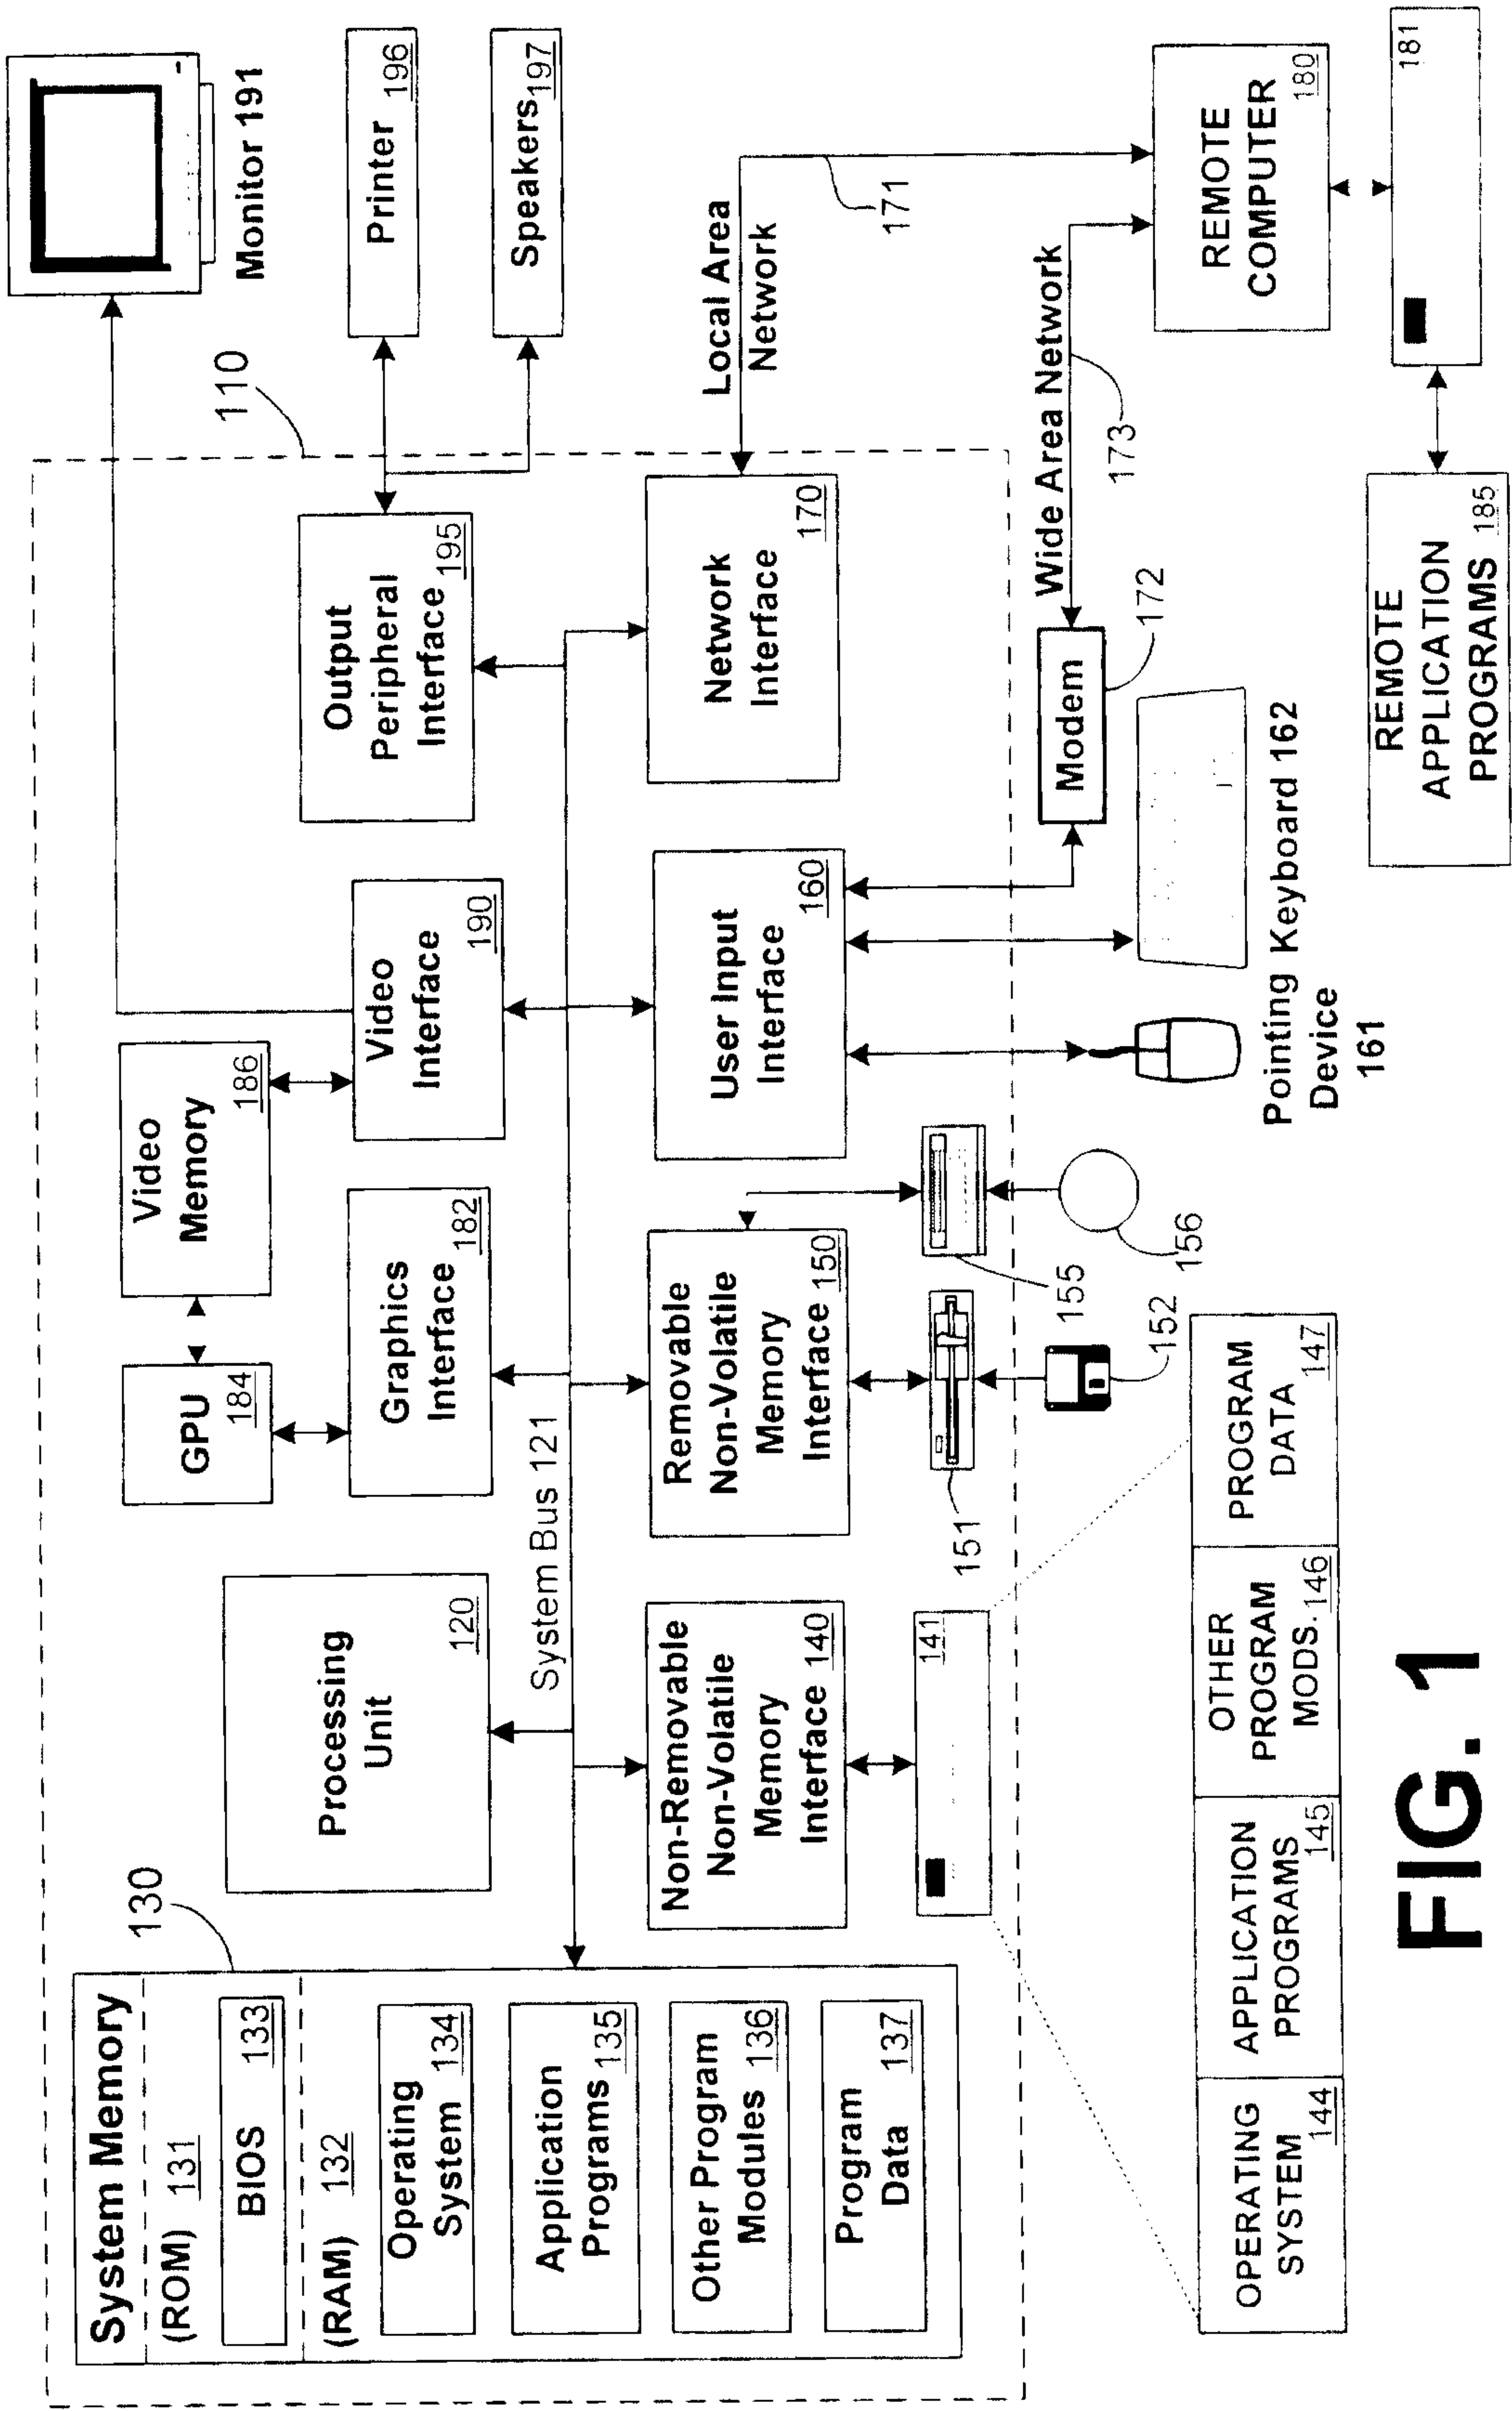 System Memory
(ROM) 131
BIOS 133
(RAM) 132
Operating
System 134
Application
Programs 135
Other Program
Modules 136
Program
Data 137
130
Processing
Unit
120
System Bus 121
GPU
184
Video
Memory
186
Graphics
Interface
182
Video
Interface
190
Output
Peripheral
Interface
195
110
Monitor 191
Printer 196
Speakers 197
Non-Removable
Non-Volatile
Memory
Interface 140
Removable
Non-Volatile
Memory
Interface 150
User Input
Interface
160
Network
Interface
170
Local Area
Network
171
Wide Area Network
173
Modem
172
141
151
152
155
156
Pointing
Device
161
Keyboard 162
REMOTE
COMPUTER
180
181
REMOTE
APPLICATION
PROGRAMS 185
OPERATING
SYSTEM
144
APPLICATION
PROGRAMS
145
OTHER
PROGRAM
MODS. 146
PROGRAM
DATA
147
FIG. 1